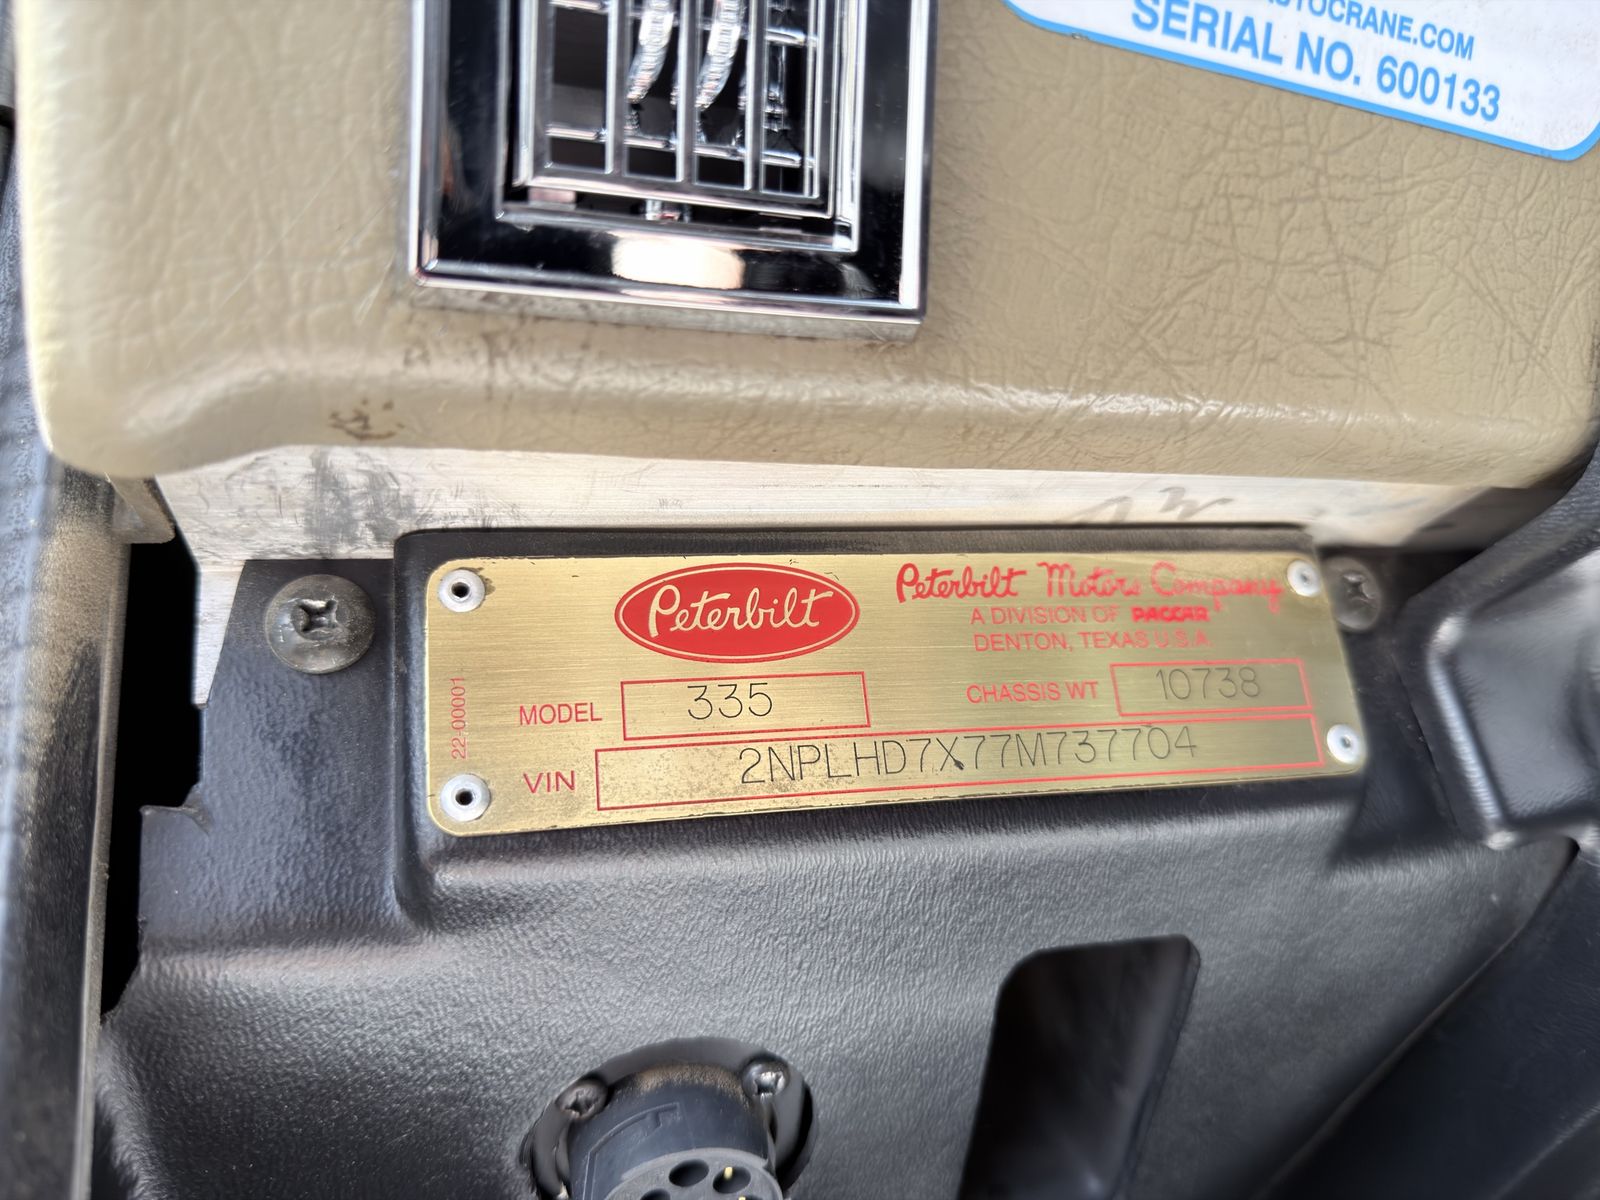 AUTOCRANE.COM
SERIAL NO. 600133
Peterbilt
Peterbilt Motors Company
A DIVISION OF PACCAR
DENTON, TEXAS U.S.A.
MODEL 335
CHASSIS WT 10738
VIN 2NPLHD7X77M737704
22-00001